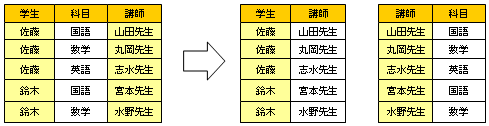 学生 科目 講師
佐藤 国語 山田先生
佐藤 数学 丸岡先生
佐藤 英語 志水先生
鈴木 国語 宮本先生
鈴木 数学 水野先生
学生 講師
佐藤 山田先生
佐藤 丸岡先生
佐藤 志水先生
鈴木 宮本先生
鈴木 水野先生
講師 科目
山田先生 国語
丸岡先生 数学
志水先生 英語
宮本先生 国語
水野先生 数学